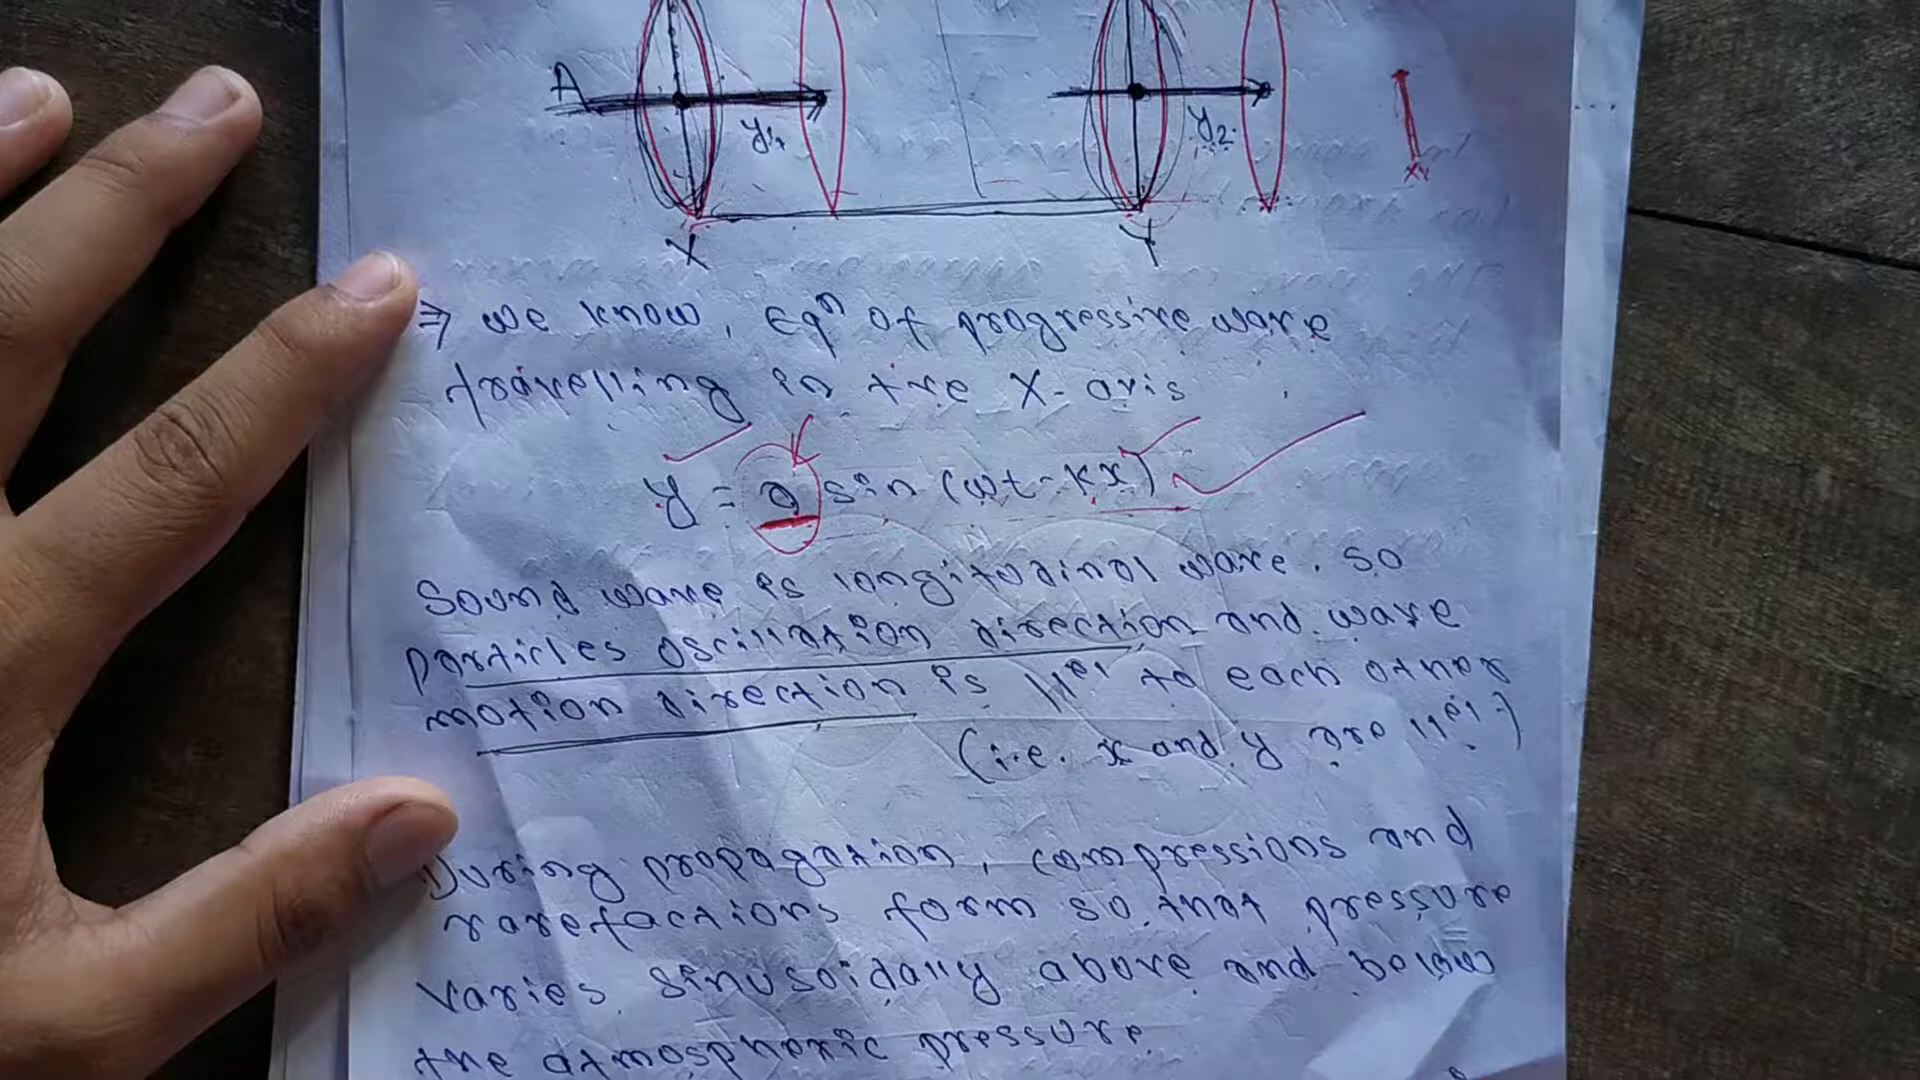 A
y₁
y₂
x₁
X
Y
⇒ we know, Eqⁿ of progressive wave
travelling in +ve X-axis
y = a sin (ωt - kx)
Sound wave is longitudinal wave. So
particles oscillation direction and wave
motion direction is ||ᵉˡ to each other
(i.e. x and y are ||ᵉˡ.)
During propagation, compressions and
rarefactions form so that pressure
varies sinusoidally above and below
the atmospheric pressure.